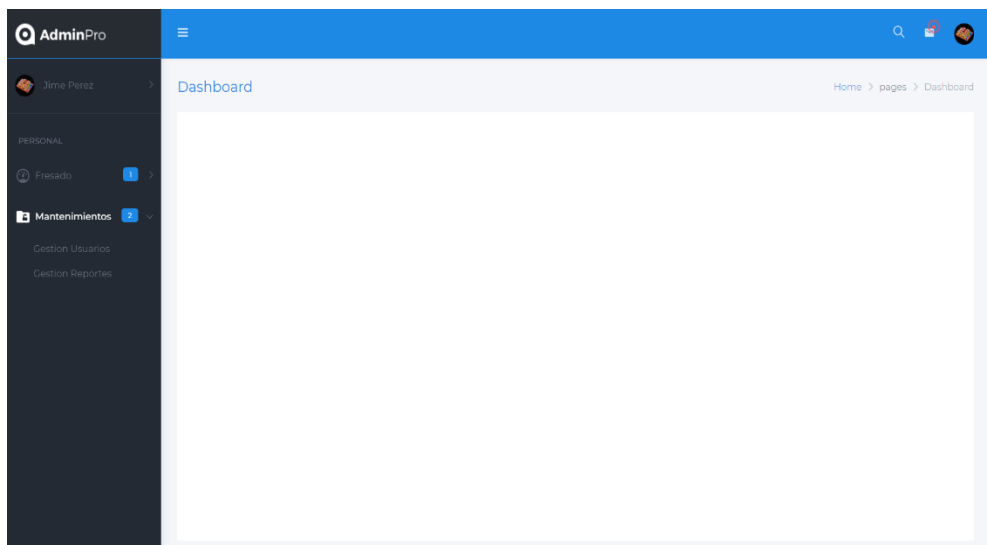 AdminPro
Jime Perez
Dashboard
Home > pages > Dashboard
PERSONAL
Fresado 1
Mantenimientos 2
Gestion Usuarios
Gestion Reportes